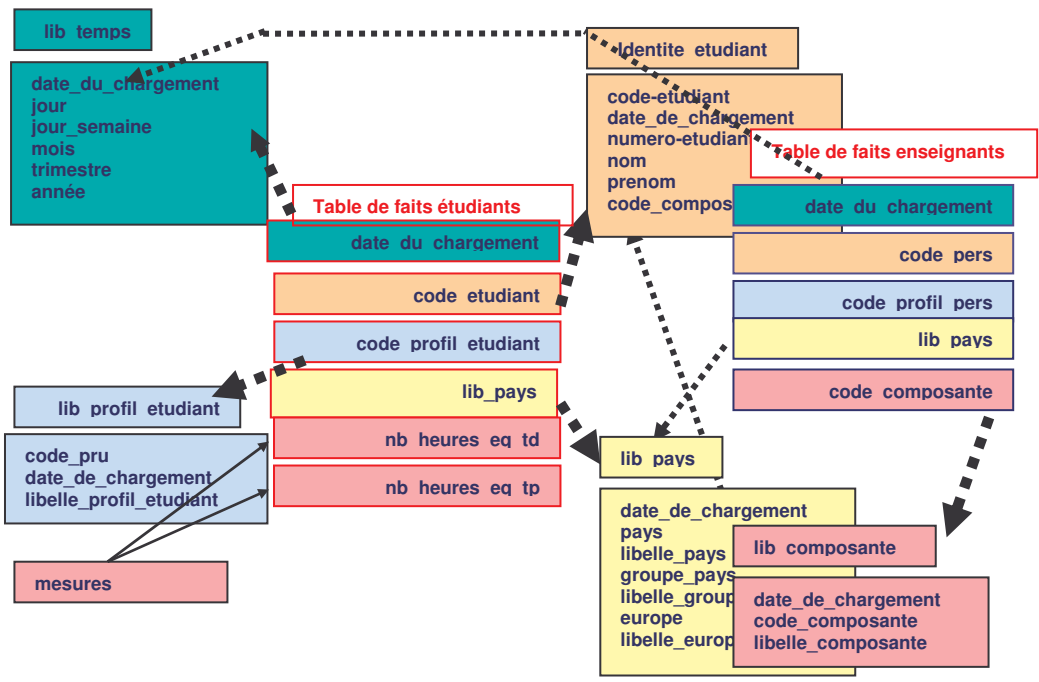 lib_temps
date_du_chargement
jour
jour_semaine
mois
trimestre
année
Identite_etudiant
code-etudiant
date_de_chargement
numero-etudian
nom
prenom
code_compos
Table de faits étudiants
date_du_chargement
code_etudiant
code_profil_etudiant
lib_pays
nb_heures_eq_td
nb_heures_eq_tp
Table de faits enseignants
date_du_chargement
code_pers
code_profil_pers
lib_pays
code_composante
lib_profil_etudiant
code_pru
date_de_chargement
libelle_profil_etudiant
mesures
lib_pays
date_de_chargement
pays
libelle_pays
groupe_pays
libelle_group
europe
libelle_europ
lib_composante
date_de_chargement
code_composante
libelle_composante